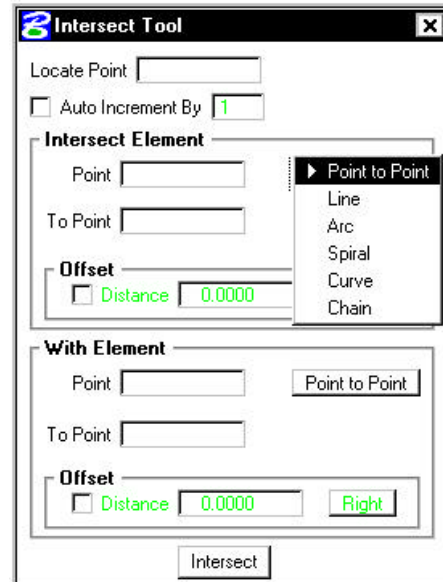 Intersect Tool
Locate Point
Auto Increment By 1
Intersect Element
Point
Point to Point
Line
To Point
Arc
Spiral
Offset
Curve
Distance 0.0000
Chain
With Element
Point
Point to Point
To Point
Offset
Distance 0.0000 Right
Intersect